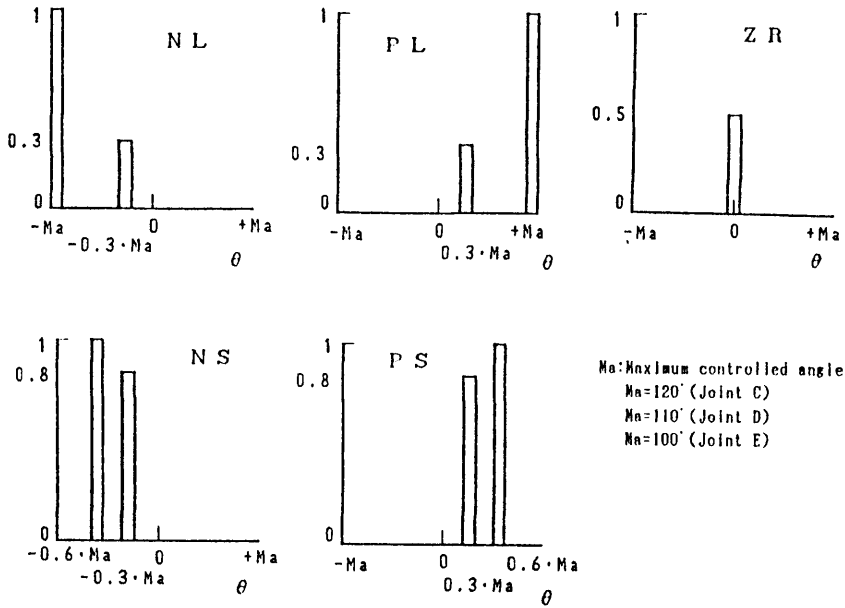 1
N L
0.3
0
-Ma
0
+Ma
-0.3·Ma
θ
1
P L
0.3
0
-Ma
0
+Ma
0.3·Ma
θ
1
Z R
0.5
0
-Ma
0
+Ma
θ
1
N S
0.8
0
-0.6·Ma
0
+Ma
-0.3·Ma
θ
1
P S
0.8
0
-Ma
0
0.6·Ma
0.3·Ma
θ
Ma:Maximum controlled angle
Ma=120°(Joint C)
Ma=110°(Joint D)
Ma=100°(Joint E)